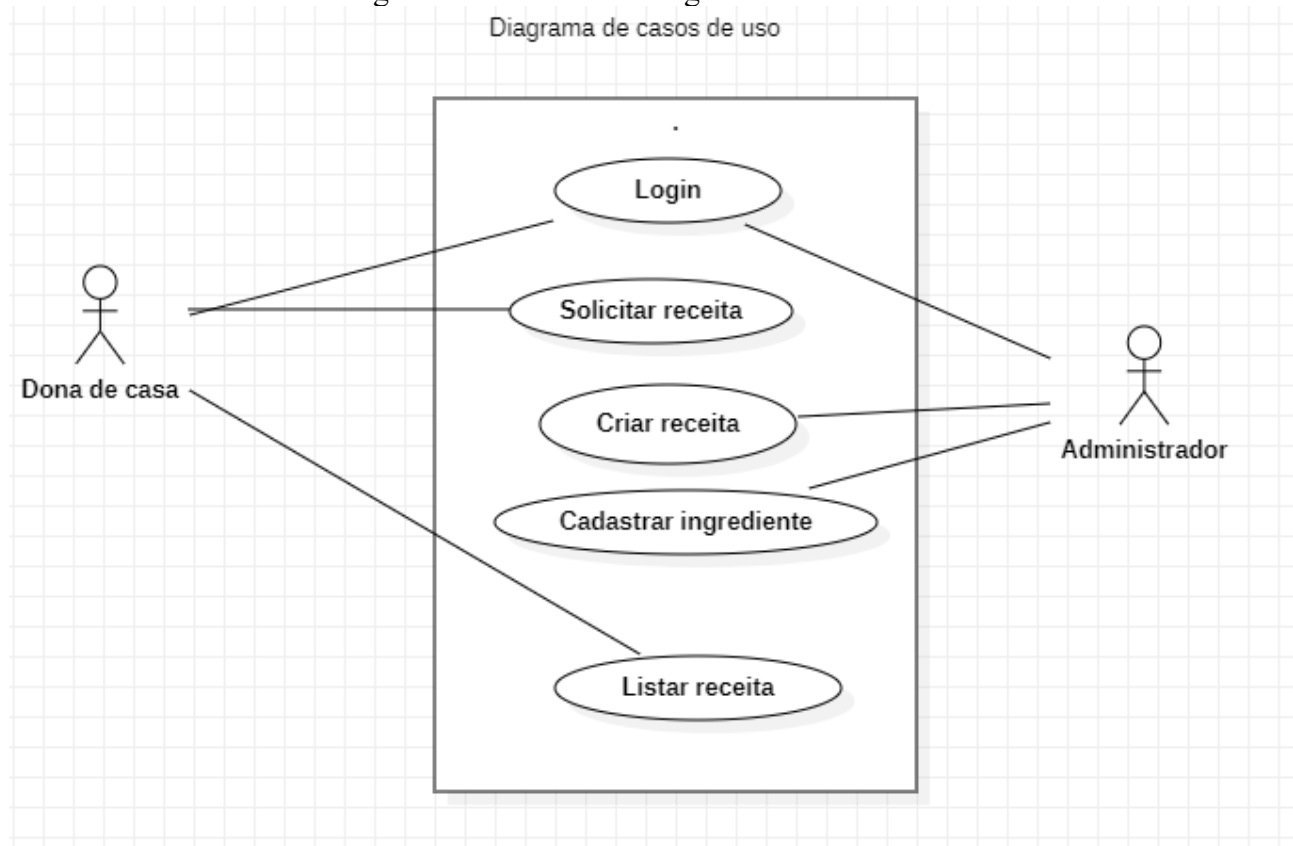 Diagrama de casos de uso
.
Login
Solicitar receita
Dona de casa
Criar receita
Administrador
Cadastrar ingrediente
Listar receita